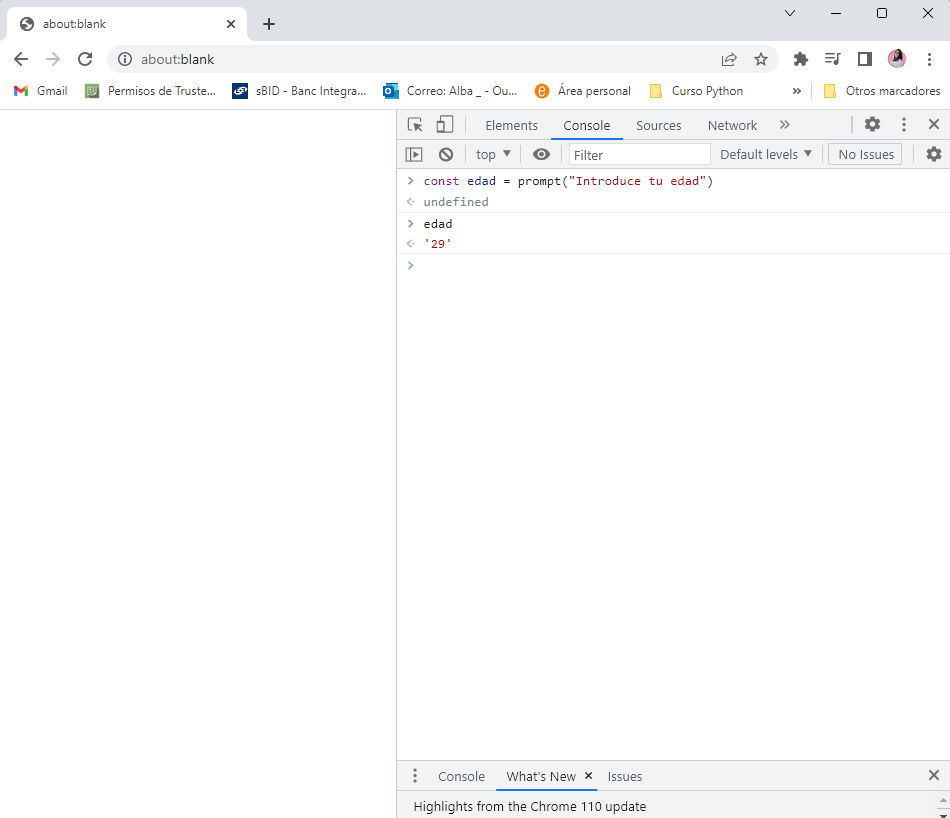 about:blank
about:blank
Gmail Permisos de Truste... sBID - Banc Integra... Correo: Alba _ - Ou... Área personal Curso Python » Otros marcadores
Elements Console Sources Network »
top Filter Default levels No Issues
> const edad = prompt("Introduce tu edad")
undefined
> edad
'29'
>
Console What's New × Issues
Highlights from the Chrome 110 update